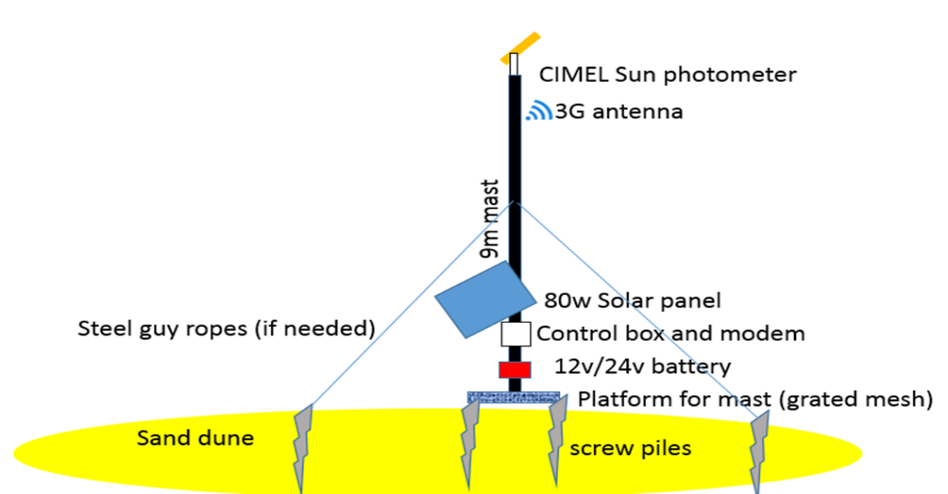 CIMEL Sun photometer
3G antenna
9m mast
80w Solar panel
Steel guy ropes (if needed)
Control box and modem
12v/24v battery
Platform for mast (grated mesh)
Sand dune
screw piles